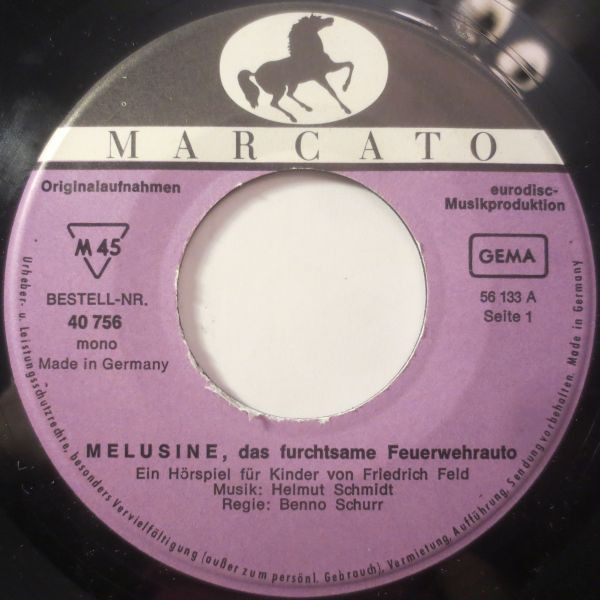 MARCATO
Originalaufnahmen
eurodisc-
Musikproduktion
M 45
GEMA
BESTELL-NR.
40 756
mono
Made in Germany
56 133 A
Seite 1
MELUSINE, das furchtsame Feuerwehrauto
Ein Hörspiel für Kinder von Friedrich Feld
Musik: Helmut Schmidt
Regie: Benno Schurr
Urheber- u. Leistungsschutzrechte, besonders Vervielfältigung (außer zum persönl. Gebrauch), Vermietung, Aufführung, Sendung vorbehalten. Made in Germany